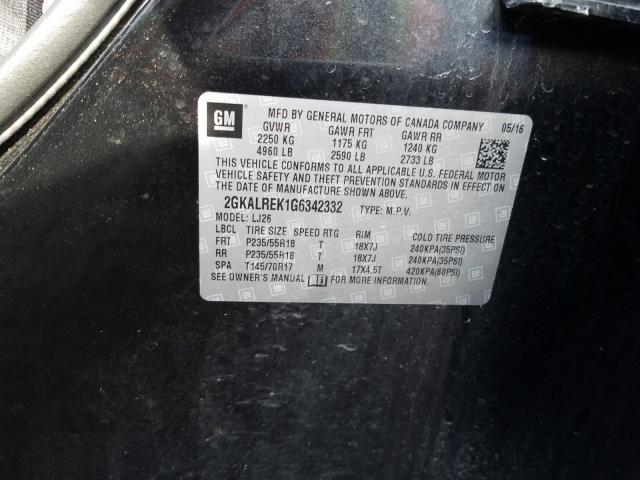 GM
MFD BY GENERAL MOTORS OF CANADA COMPANY 05/16
GVWR GAWR FRT GAWR RR
2250 KG 1175 KG 1240 KG
4960 LB 2590 LB 2733 LB
THIS VEHICLE CONFORMS TO ALL APPLICABLE U.S. FEDERAL MOTOR
VEHICLE SAFETY AND THEFT PREVENTION STANDARDS IN EFFECT
ON THE DATE OF MANUFACTURE SHOWN ABOVE.
2GKALREK1G6342332 TYPE: M.P.V.
MODEL: LJ26
LBCL TIRE SIZE SPEED RTG RIM COLD TIRE PRESSURE
FRT P235/55R18 T 18X7J 240KPA(35PSI)
RR P235/55R18 T 18X7J 240KPA(35PSI)
SPA T145/70R17 M 17X4.5T 420KPA(60PSI)
SEE OWNER'S MANUAL FOR MORE INFORMATION.